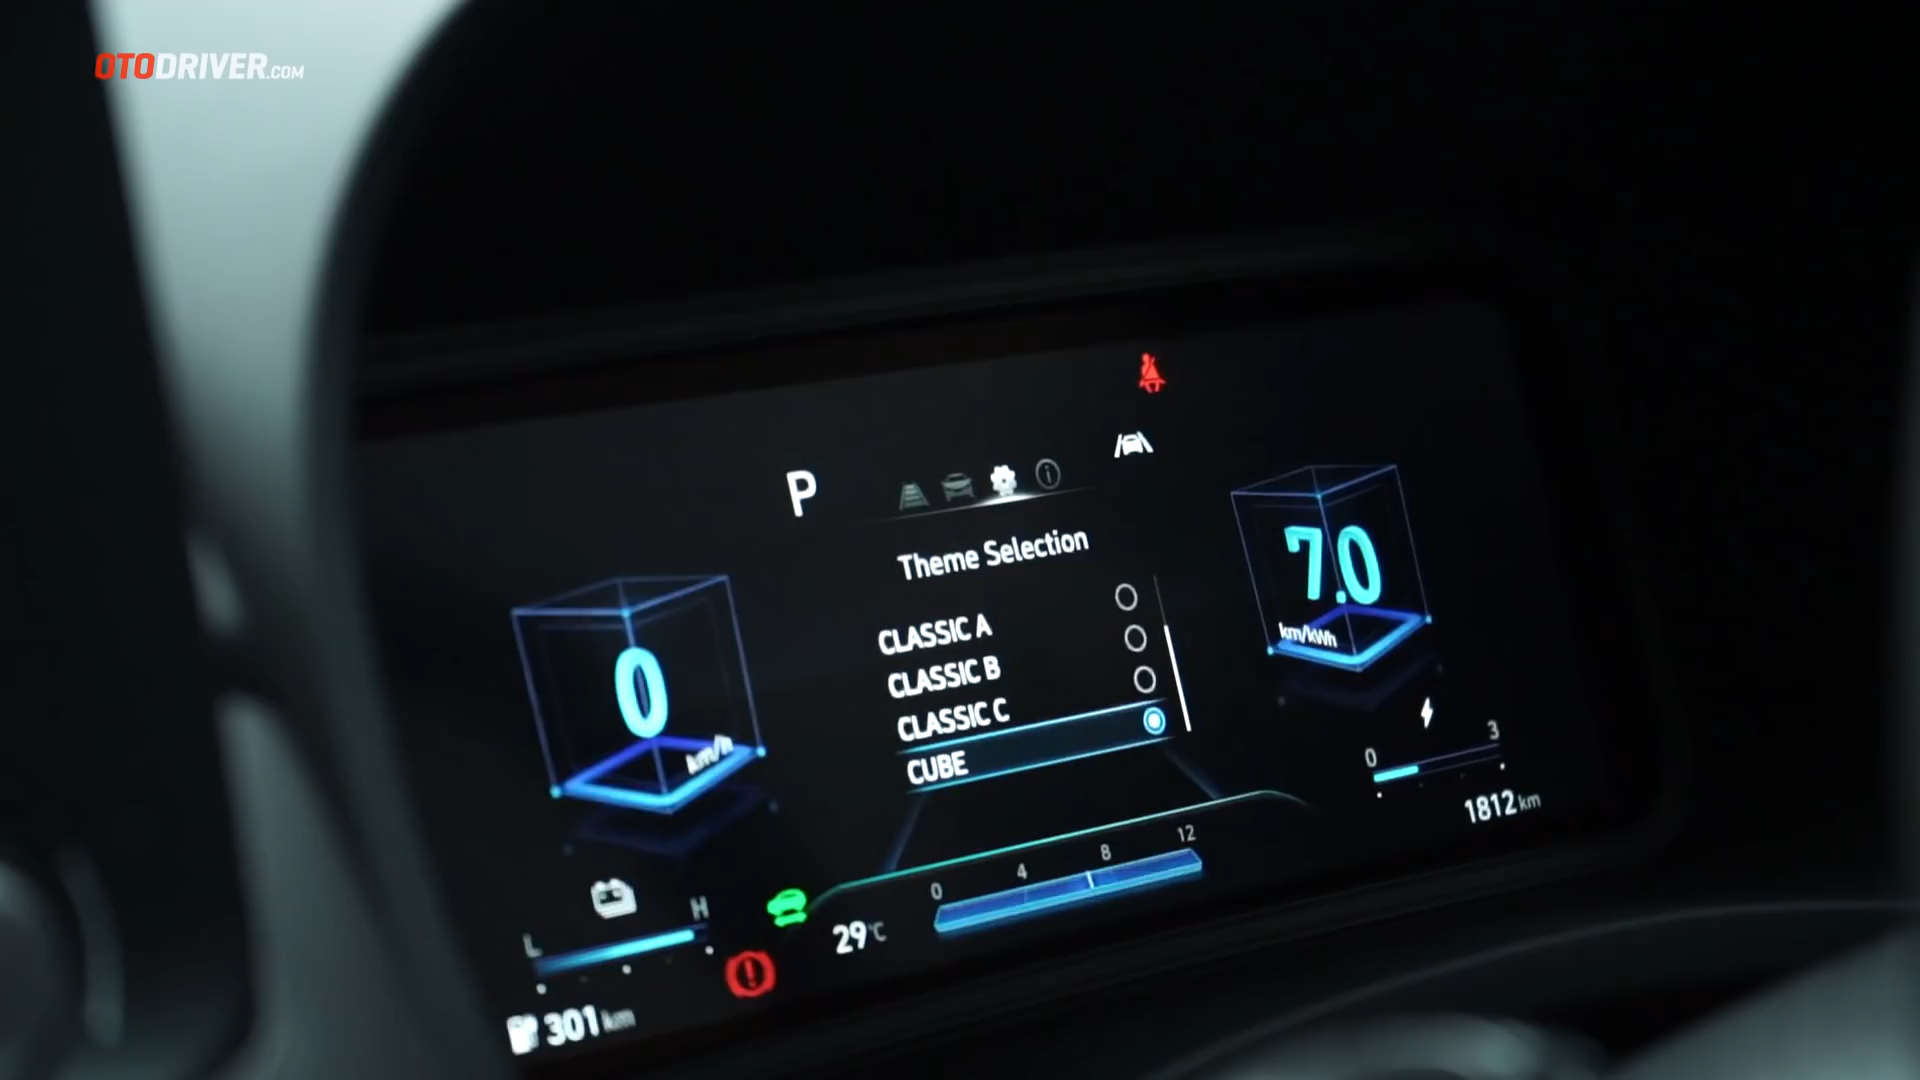 OTODRIVER.COM
P
Theme Selection
CLASSIC A
CLASSIC B
CLASSIC C
CUBE
0
km/h
7.0
km/kWh
0 3
1812 km
0 4 8 12
L H
29°C
301 km